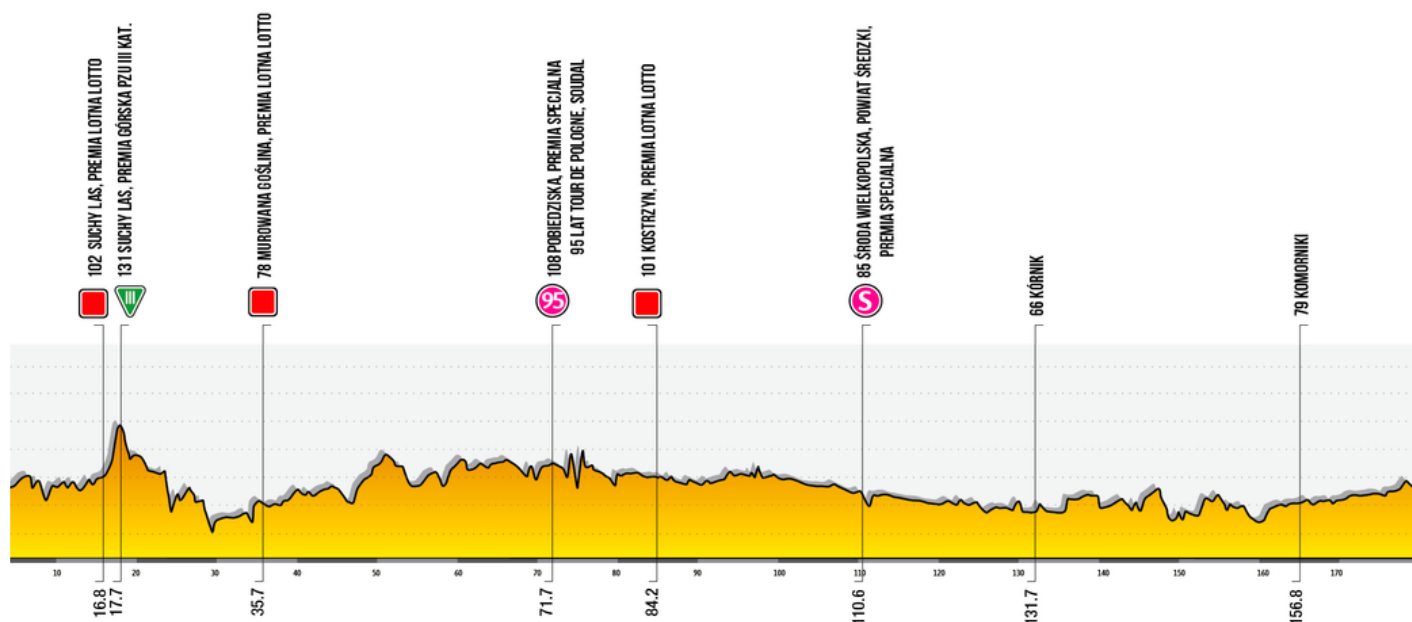 102 SUCHY LAS, PREMIA LOTNA LOTTO
131 SUCHY LAS, PREMIA GÓRSKA PZU III KAT.
78 MUROWANA GOŚLINA, PREMIA LOTNA LOTTO
108 POBIEDZISKA, PREMIA SPECJALNA
95 LAT TOUR DE POLOGNE, SOUDAL
101 KOSTRZYN, PREMIA LOTNA LOTTO
85 ŚRODA WIELKOPOLSKA, POWIAT ŚREDZKI,
PREMIA SPECJALNA
66 KÓRNIK
79 KOMORNIKI
III
95
S
10 20 30 40 50 60 70 80 90 100 110 120 130 140 150 160 170
16.8 17.7 35.7 71.7 84.2 110.6 131.7 156.8